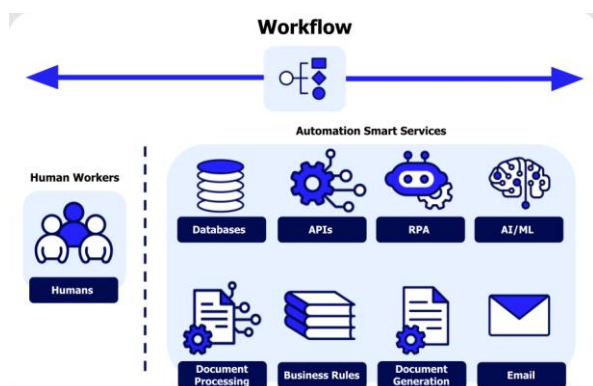 Workflow
Automation Smart Services
Human Workers
Databases
APIs
RPA
AI/ML
Humans
Document
Processing
Business Rules
Document
Generation
Email